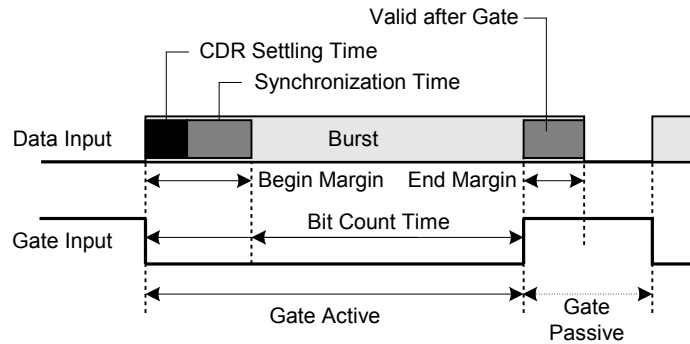 Valid after Gate
CDR Settling Time
Synchronization Time
Data Input
Burst
Begin Margin
End Margin
Bit Count Time
Gate Input
Gate Active
Gate
Passive